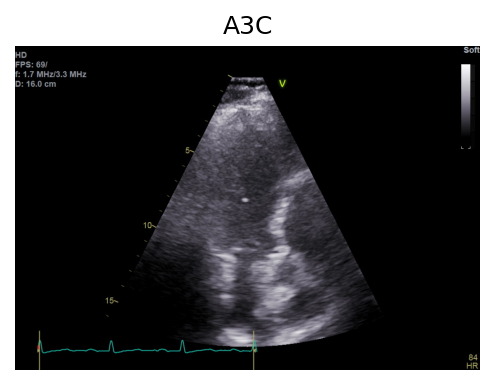 A3C
HD
FPS: 69/
f: 1.7 MHz/3.3 MHz
D: 16.0 cm
Soft
V
5
10
15
84
HR